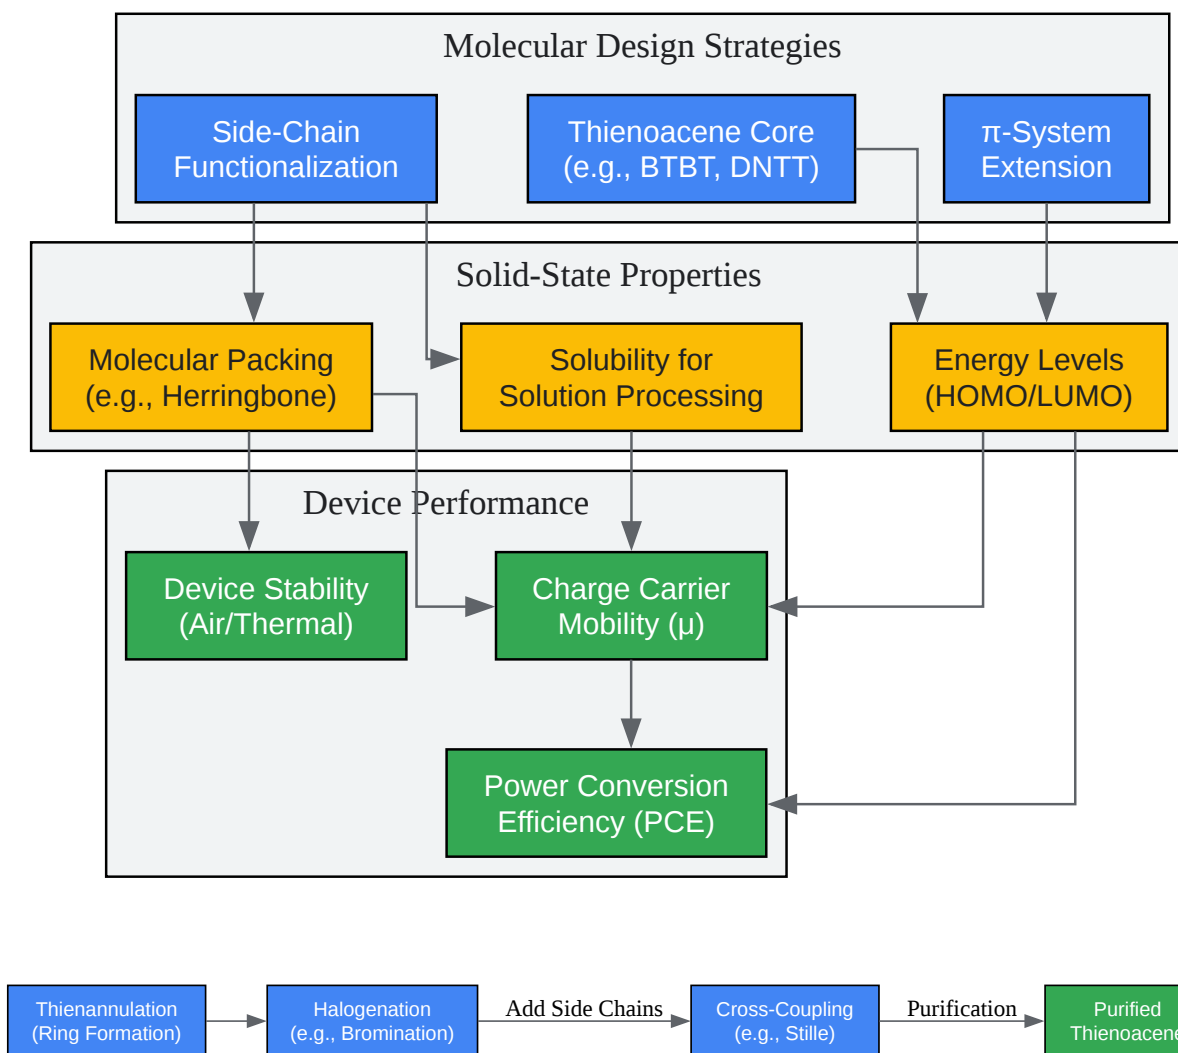 Molecular Design Strategies
Side-Chain
Functionalization
Thienoacene Core
(e.g., BTBT, DNTT)
π-System
Extension
Solid-State Properties
Molecular Packing
(e.g., Herringbone)
Solubility for
Solution Processing
Energy Levels
(HOMO/LUMO)
Device Performance
Device Stability
(Air/Thermal)
Charge Carrier
Mobility (μ)
Power Conversion
Efficiency (PCE)
Thienannulation
(Ring Formation)
Halogenation
(e.g., Bromination)
Add Side Chains
Cross-Coupling
(e.g., Stille)
Purification
Purified
Thienoacene